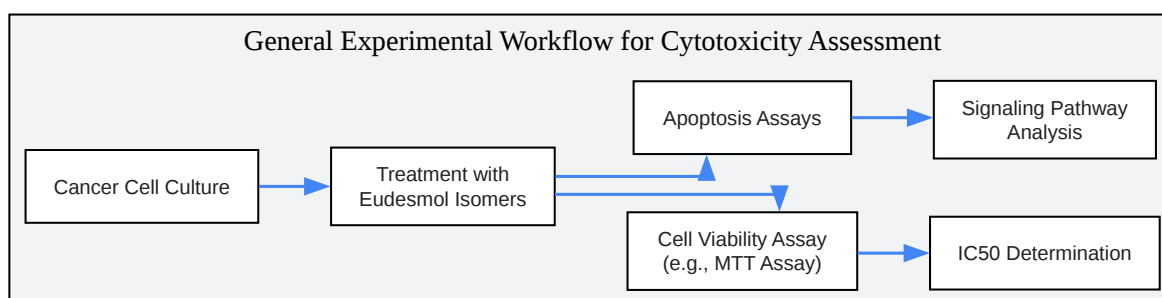 General Experimental Workflow for Cytotoxicity Assessment
Cancer Cell Culture
Treatment with
Eudesmol Isomers
Apoptosis Assays
Signaling Pathway
Analysis
Cell Viability Assay
(e.g., MTT Assay)
IC50 Determination